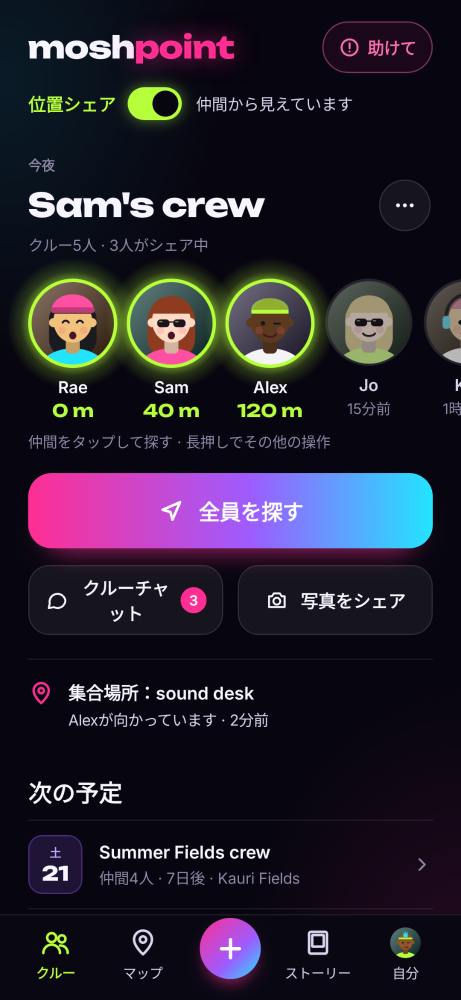 moshpoint
助けて
位置シェア 仲間から見えています
今夜
Sam's crew
クルー5人 · 3人がシェア中
Rae Sam Alex Jo
0 m 40 m 120 m 15分前
仲間をタップして探す · 長押しでその他の操作
全員を探す
クルーチャ
ット
3
写真をシェア
集合場所：sound desk
Alexが向かっています · 2分前
次の予定
土
21
Summer Fields crew
仲間4人 · 7日後 · Kauri Fields
クルー マップ ストーリー 自分